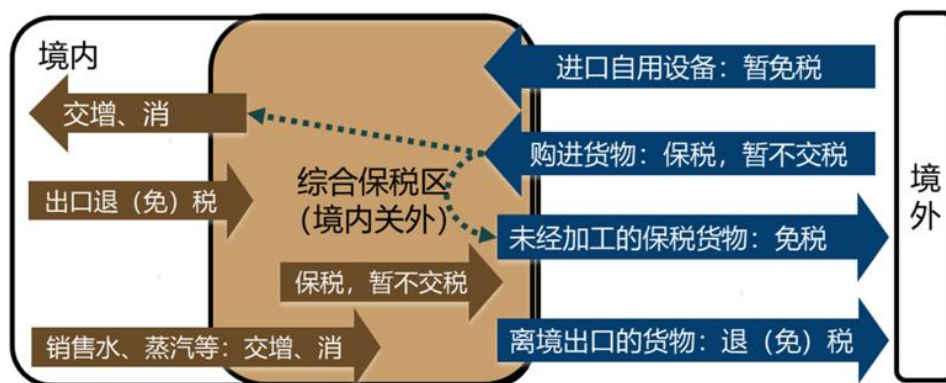 境内
进口自用设备：暂免税
交增、消
购进货物：保税，暂不交税
出口退（免）税
综合保税区
（境内关外）
境
外
未经加工的保税货物：免税
保税，暂不交税
销售水、蒸汽等：交增、消
离境出口的货物：退（免）税